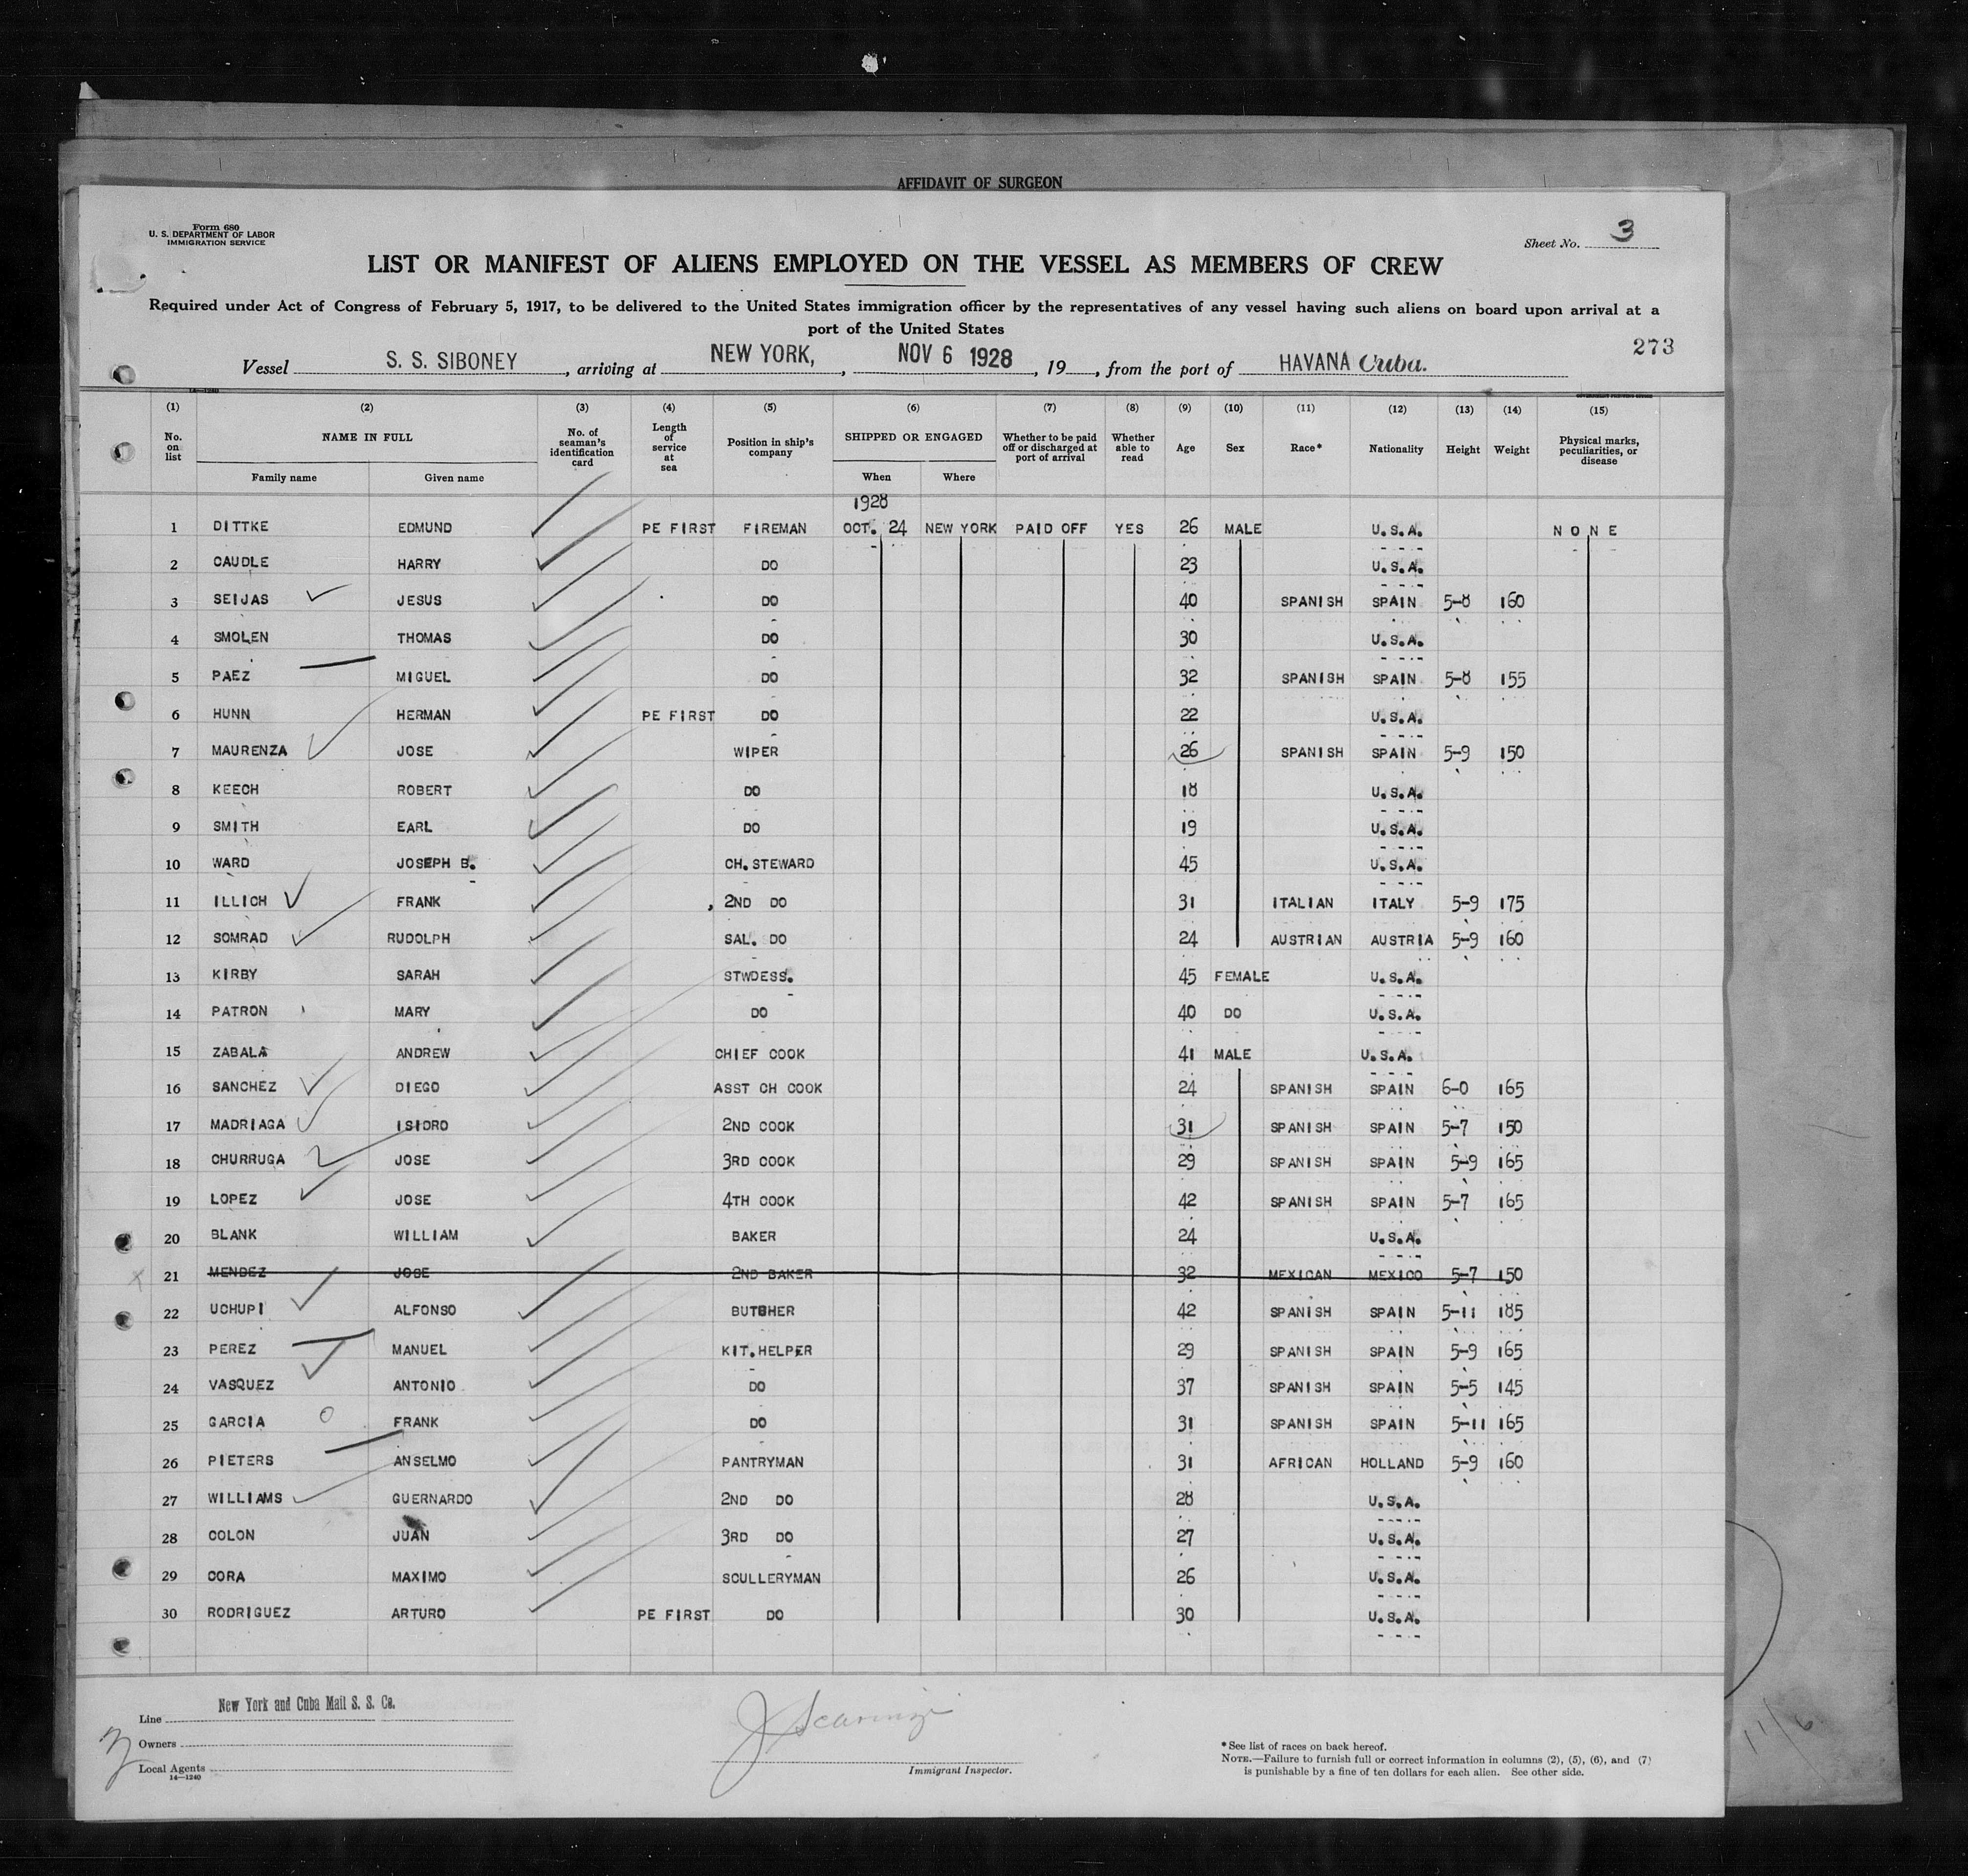 AFFIDAVIT OF SURGEON
Form 680
U. S. DEPARTMENT OF LABOR
IMMIGRATION SERVICE
Sheet No. 3
LIST OR MANIFEST OF ALIENS EMPLOYED ON THE VESSEL AS MEMBERS OF CREW
Required under Act of Congress of February 5, 1917, to be delivered to the United States immigration officer by the representatives of any vessel having such aliens on board upon arrival at a
port of the United States
273
Vessel S. S. SIBONEY, arriving at NEW YORK, , NOV 6 1928, 19 , from the port of HAVANA Cuba.
14—1240
(1) (2) (3) (4) (5) (6) (7) (8) (9) (10) (11) (12) (13) (14) (15)
No. on list NAME IN FULL Family name Given name No. of seaman's identification card Length of service at sea Position in ship's company SHIPPED OR ENGAGED When Where Whether to be paid off or discharged at port of arrival Whether able to read Age Sex Race* Nationality Height Weight Physical marks, peculiarities, or disease
1928
1 DITTKE EDMUND PE FIRST FIREMAN OCT. 24 NEW YORK PAID OFF YES 26 MALE U.S.A. NONE
2 CAUDLE HARRY DO 23 U.S.A.
3 SEIJAS JESUS DO 40 SPANISH SPAIN 5-8 160
4 SMOLEN THOMAS DO 30 U.S.A.
5 PAEZ MIGUEL DO 32 SPANISH SPAIN 5-8 155
6 HUNN HERMAN PE FIRST DO 22 U.S.A.
7 MAURENZA JOSE WIPER 26 SPANISH SPAIN 5-9 150
8 KEECH ROBERT DO 18 U.S.A.
9 SMITH EARL DO 19 U.S.A.
10 WARD JOSEPH B. CH. STEWARD 45 U.S.A.
11 ILLICH FRANK 2ND DO 31 ITALIAN ITALY 5-9 175
12 SOMRAD RUDOLPH SAL. DO 24 AUSTRIAN AUSTRIA 5-9 160
13 KIRBY SARAH STWDESS. 45 FEMALE U.S.A.
14 PATRON MARY DO 40 DO U.S.A.
15 ZABALA ANDREW CHIEF COOK 41 MALE U.S.A.
16 SANCHEZ DIEGO ASST CH COOK 24 SPANISH SPAIN 6-0 165
17 MADRIAGA ISIDRO 2ND COOK 31 SPANISH SPAIN 5-7 150
18 CHURRUGA JOSE 3RD COOK 29 SPANISH SPAIN 5-9 165
19 LOPEZ JOSE 4TH COOK 42 SPANISH SPAIN 5-7 165
20 BLANK WILLIAM BAKER 24 U.S.A.
21 MENDEZ JOSE 2ND BAKER 32 MEXICAN MEXICO 5-7 150
22 UCHUPI ALFONSO BUTCHER 42 SPANISH SPAIN 5-11 185
23 PEREZ MANUEL KIT.HELPER 29 SPANISH SPAIN 5-9 165
24 VASQUEZ ANTONIO DO 37 SPANISH SPAIN 5-5 145
25 GARCIA FRANK DO 31 SPANISH SPAIN 5-11 165
26 PIETERS ANSELMO PANTRYMAN 31 AFRICAN HOLLAND 5-9 160
27 WILLIAMS GUERNARDO 2ND DO 28 U.S.A.
28 COLON JUAN 3RD DO 27 U.S.A.
29 CORA MAXIMO SCULLERYMAN 26 U.S.A.
30 RODRIGUEZ ARTURO PE FIRST DO 30 U.S.A.
Line New York and Cuba Mail S. S. Co.
Owners
Local Agents
14—1240
Immigrant Inspector.
* See list of races on back hereof.
NOTE.—Failure to furnish full or correct information in columns (2), (5), (6), and (7)
is punishable by a fine of ten dollars for each alien. See other side.
11/6